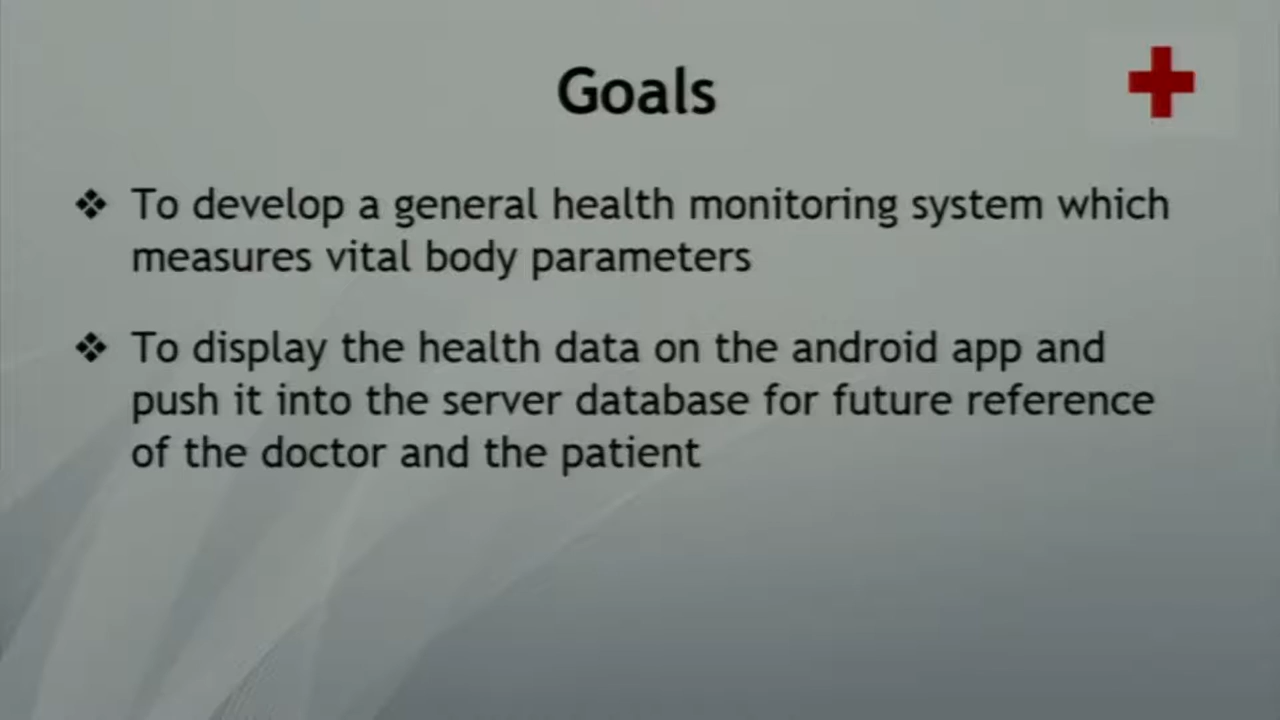 Goals
❖ To develop a general health monitoring system which
measures vital body parameters
❖ To display the health data on the android app and
push it into the server database for future reference
of the doctor and the patient